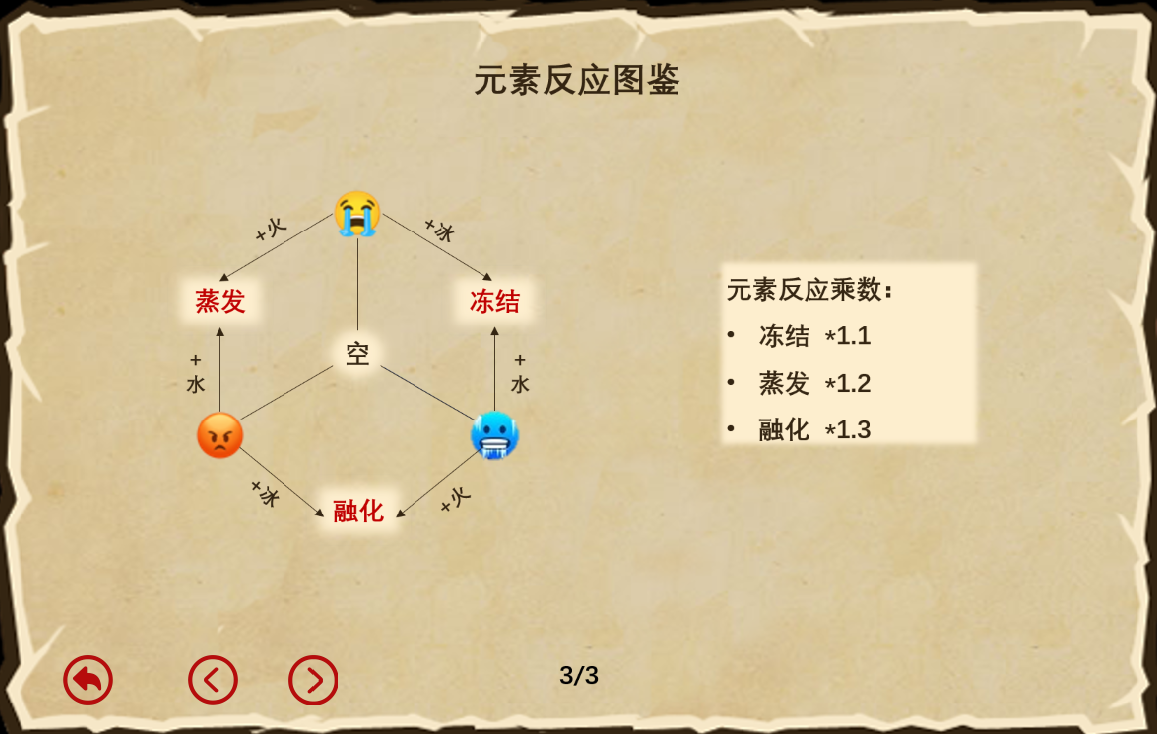 元素反应图鉴
+火
+冰
蒸发
冻结
空
+
水
+
水
+冰
+火
融化
元素反应乘数：
• 冻结 *1.1
• 蒸发 *1.2
• 融化 *1.3
3/3